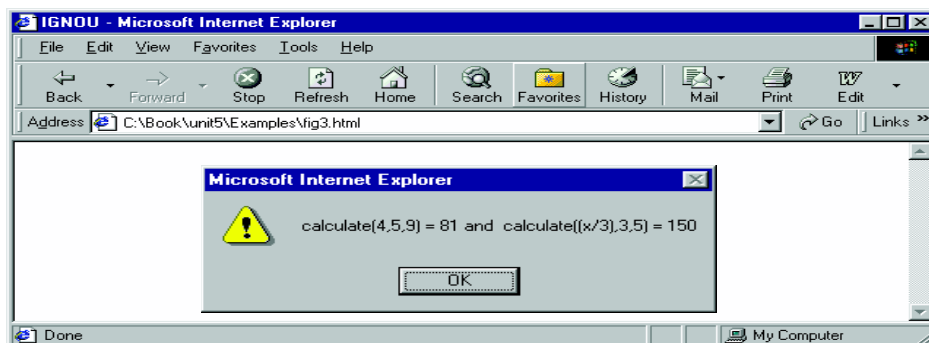 IGNOU - Microsoft Internet Explorer
File Edit View Favorites Tools Help
Back Forward Stop Refresh Home Search Favorites History Mail Print Edit
Address C:\Book\unit5\Examples\fig3.html Go Links »
Microsoft Internet Explorer
calculate(4,5,9) = 81 and calculate((x/3),3,5) = 150
OK
Done My Computer